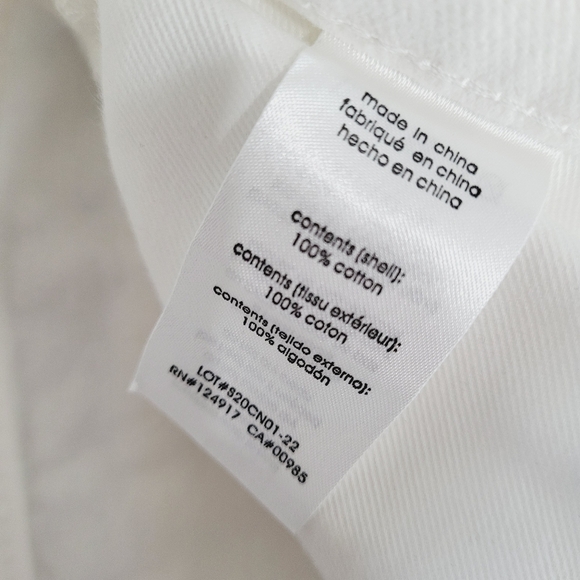 made in china
fabriqué en china
hecho en china
contents (shell):
100% cotton
contents (tissu extérieur):
100% coton
contents (tejido externo):
100% algodón
LOT#S20CN01-22
RN#124917 CA#00985